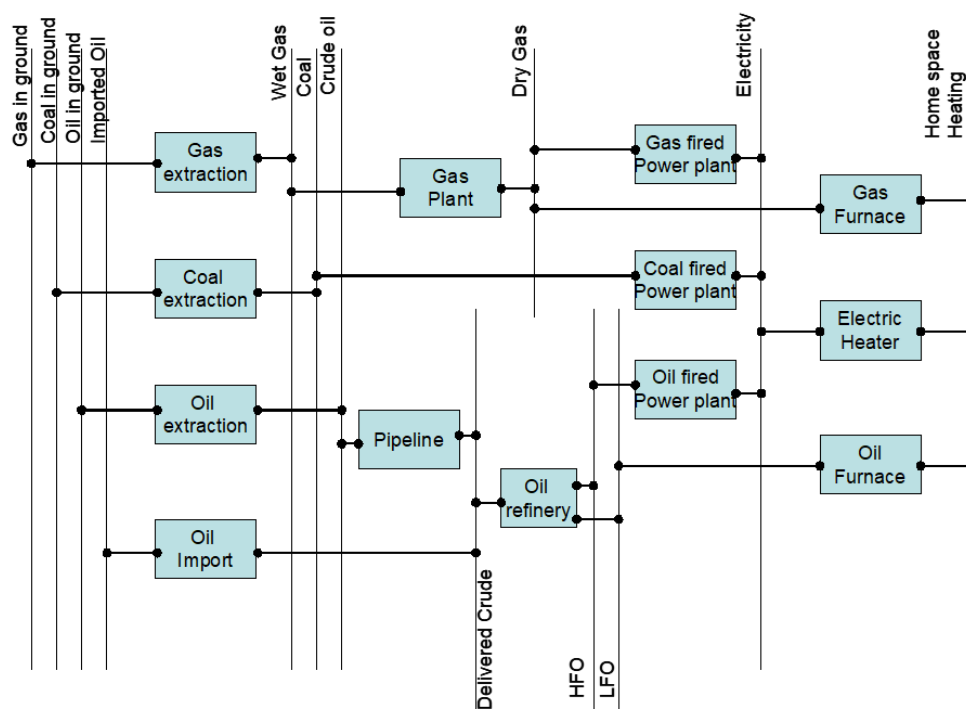 Gas in ground
Coal in ground
Oil in ground
Imported Oil
Wet Gas
Coal
Crude oil
Dry Gas
Electricity
Home space
Heating
Gas
extraction
Gas
Plant
Gas fired
Power plant
Gas
Furnace
Coal
extraction
Coal fired
Power plant
Electric
Heater
Oil
extraction
Pipeline
Oil fired
Power plant
Oil
refinery
Oil
Furnace
Oil
Import
Delivered Crude
HFO
LFO